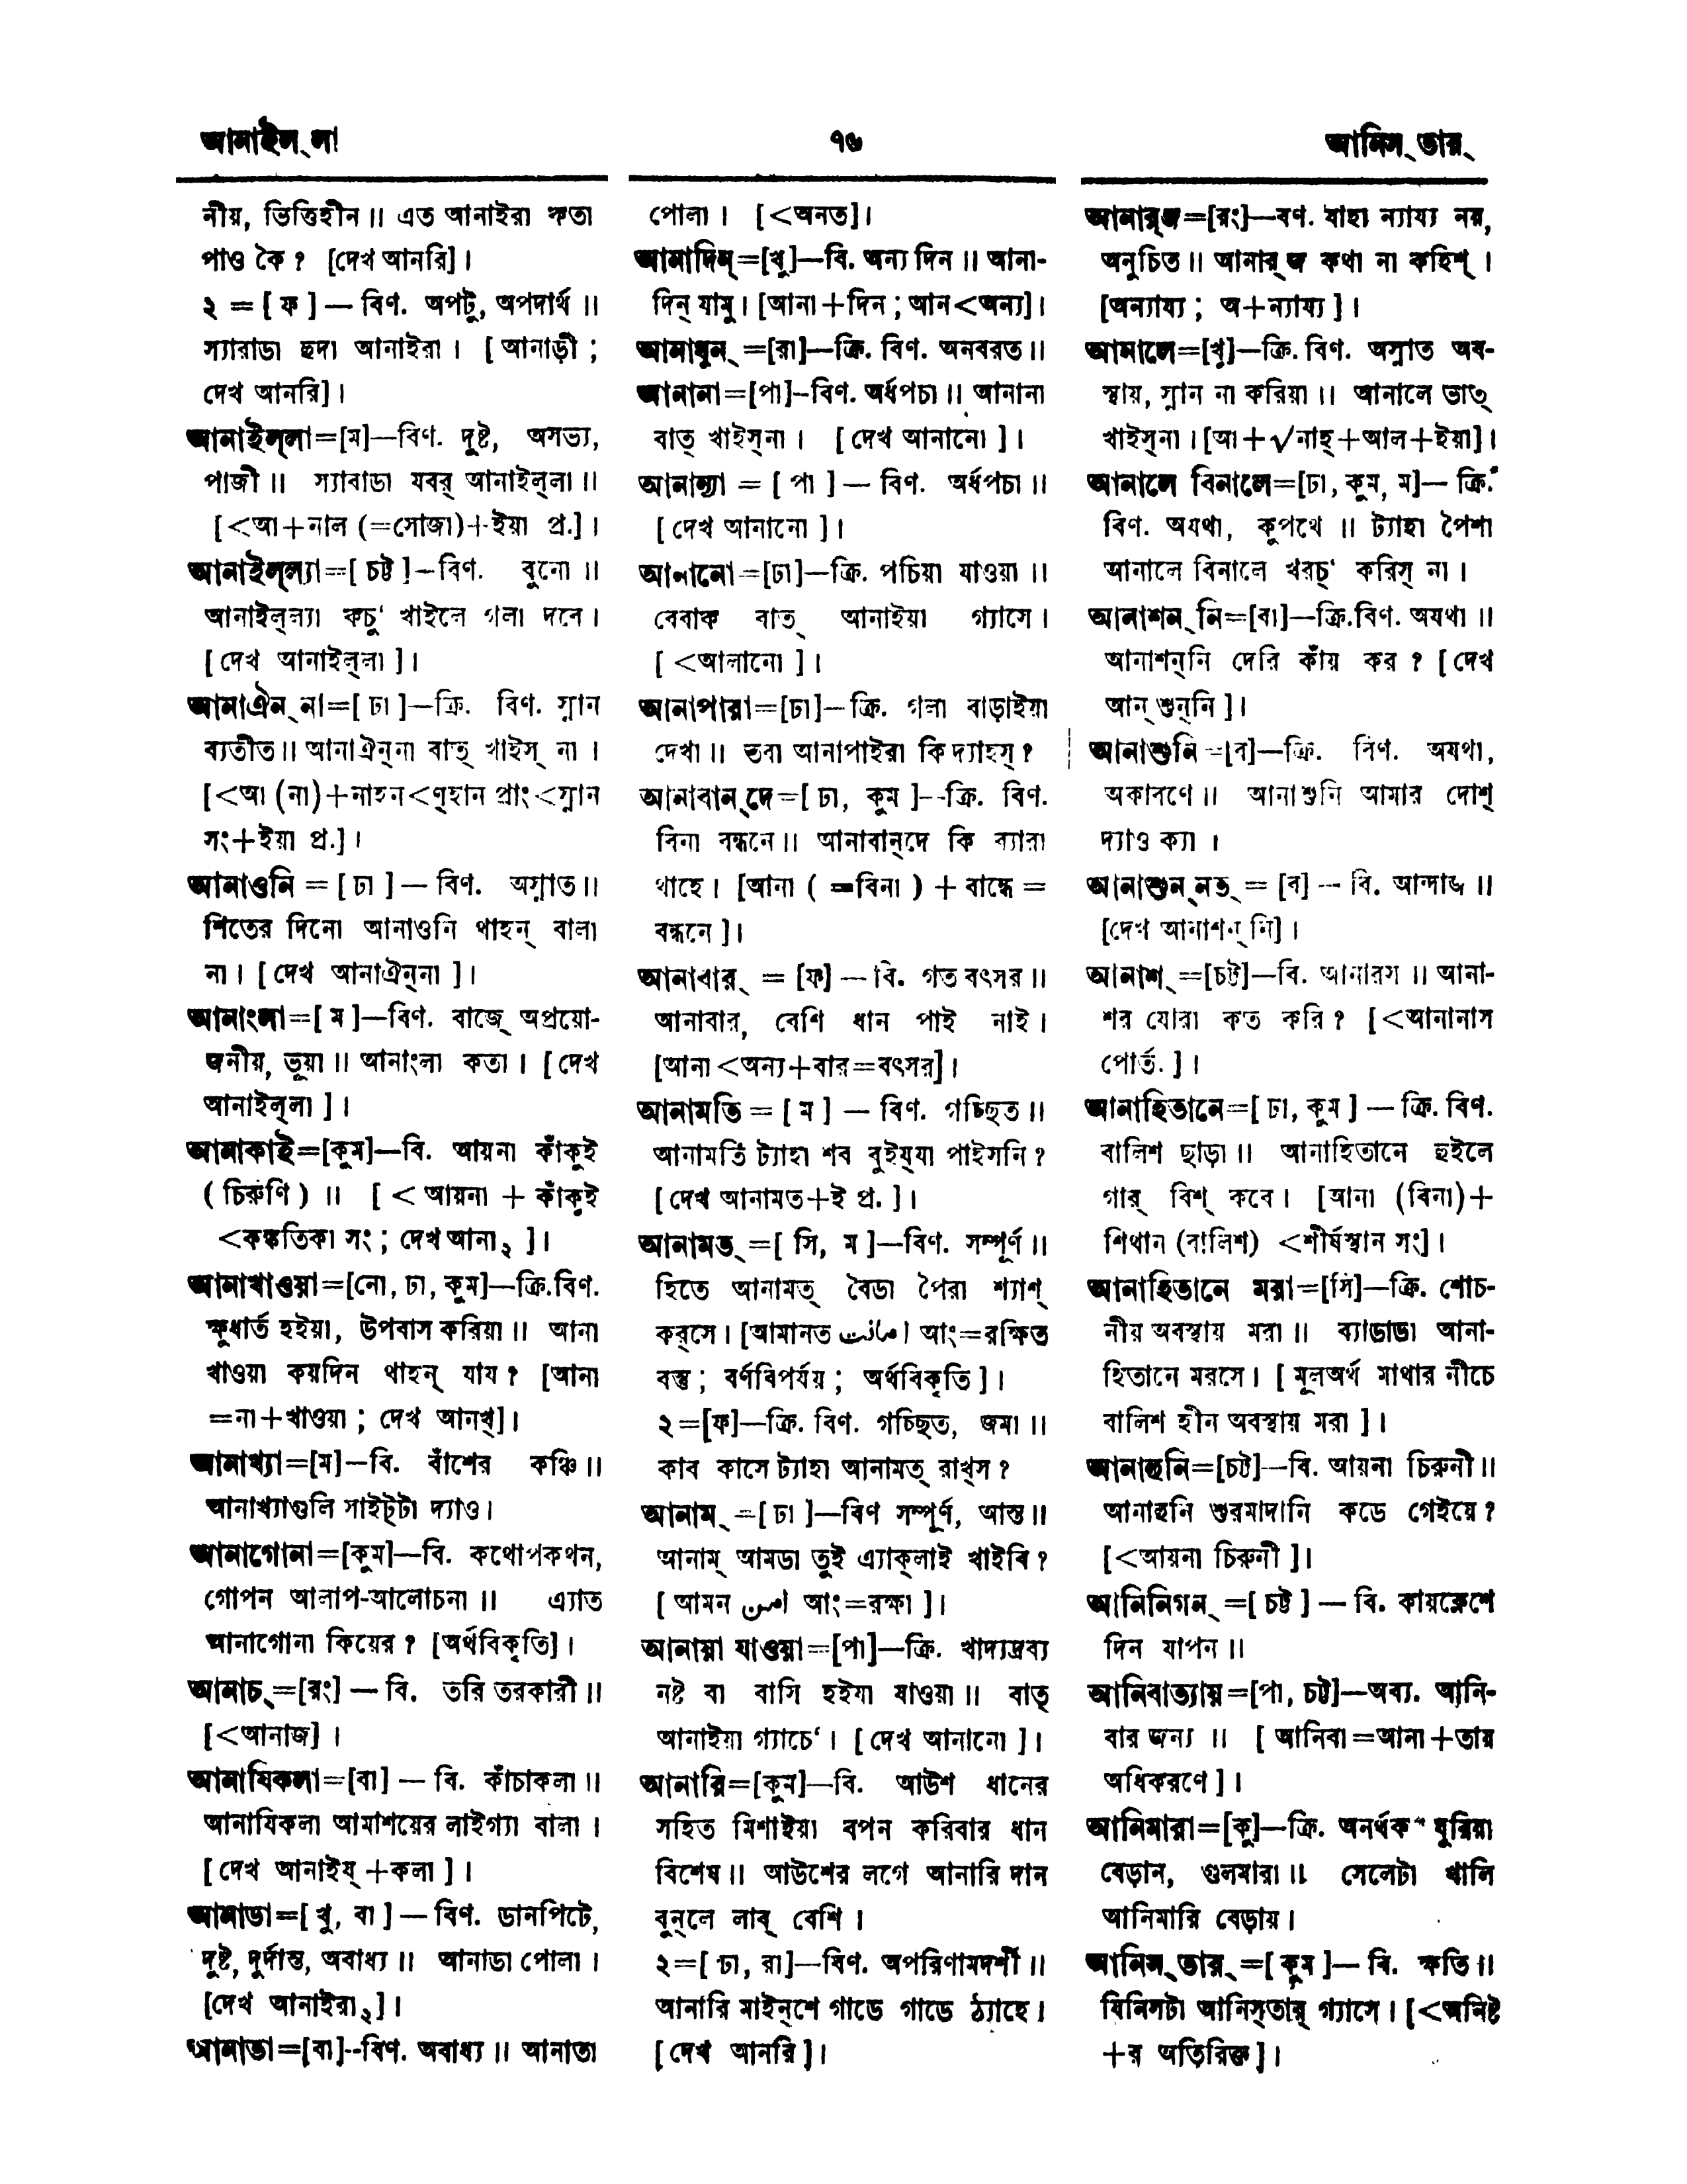 আনাইল্‌লা
৭৬
আনিস্‌তার্‌
নীয়, ভিত্তিহীন॥ এত আনাইরা ক্ষতা
পাও কৈ? [দেখ আনরি]।
২ = [ ফ ] — বিণ. অপটু, অপদার্থ॥
স্যারাডা হুদা আনাইরা। [ আনাড়ী ;
দেখ আনরি]।
আনাইল্‌লা=[ম]—বিণ. দুষ্ট, অসভ্য,
পাজী॥ স্যাবাডা যবর্‌ আনাইল্‌লা॥
[<আ+নাল (=সোজা)+ইয়া প্র.]।
আনাইল্‌ল্যা=[ চট্ট ]—বিণ. বুনো॥
আনাইল্‌ল্যা কচু‘ খাইলে গলা দবে।
[ দেখ আনাইল্‌লা ]।
আনাঐন্‌না=[ ঢা ]—ক্রি. বিণ. স্নান
ব্যতীত॥ আনাঐন্‌না বাত্‌ খাইস্‌ না।
[<আ (না)+নাহন<ণ্‌হান প্রাং<স্নান
সং+ইয়া প্র.]।
আনাওনি = [ ঢা ] — বিণ. অস্নাত॥
শিতের দিনো আনাওনি থাহন্‌ বালা
না। [ দেখ আনাঐন্‌না ]।
আনাংলা=[ ম ]—বিণ. বাজে অপ্রয়ো-
জনীয়, ভূয়া॥ আনাংলা কতা। [ দেখ
আনাইল্‌লা ]।
আনাকাই=[কুম]—বি. আয়না কাঁকুই
( চিরুণি )॥ [ < আয়না + কাঁকুই
<কঙ্কতিকা সং; দেখ আনা২ ]।
আনাখাওয়া=[নো, ঢা, কুম]—ক্রি.বিণ.
ক্ষুধার্ত হইয়া, উপবাস করিয়া॥ আনা
খাওয়া কয়দিন থাহন্‌ যায? [আনা
=না+খাওয়া ; দেখ আনখ্‌]।
আনাখ্যা=[ম]—বি. বাঁশের কঞ্চি॥
আনাখ্যাগুলি সাইট্‌টা দ্যাও।
আনাগোনা=[কুম]—বি. কথোপকথন,
গোপন আলাপ-আলোচনা॥ এ্যাত
আনাগোনা কিয়ের? [অর্থবিকৃতি]।
আনাচ্‌=[রং] — বি. তরি তরকারী॥
[<আনাজ]।
আনাযিকলা=[বা] — বি. কাঁচাকলা॥
আনাযিকলা আমাশয়ের লাইগ্যা বালা।
[ দেখ আনাইয্‌+কলা ]।
আনাডা=[ খু, বা ] — বিণ. ডানপিটে,
দুষ্ট, দুর্দান্ত, অবাধ্য॥ আনাডা পোলা।
[দেখ আনাইরা২]।
আনাতা=[বা]--বিণ. অবাধ্য॥ আনাতা
পোলা। [<অনত]।
আনাদিন্‌=[খু]—বি. অন্য দিন॥ আনা-
দিন্‌ যামু। [আনা+দিন ; আন<অন্য]।
আনাধুন্‌=[রা]—ক্রি. বিণ. অনবরত॥
আনানা=[পা]—বিণ. অর্ধপচা॥ আনানা
বাত্‌ খাইস্‌না। [ দেখ আনানো ]।
আনান্যা = [ পা ] — বিণ. অর্ধপচা॥
[ দেখ আনানো ]।
আনানো=[ঢা]—ক্রি. পচিয়া যাওয়া॥
বেবাক বাত্‌ আনাইয়া গ্যাসে।
[ <আলানো ]।
আনাপারা=[ঢা]—ক্রি. গলা বাড়াইয়া
দেখা॥ তবা আনাপাইরা কি দ্যাহস্‌?
আনাবান্‌দে=[ ঢা, কুম ]--ক্রি. বিণ.
বিনা বন্ধনে॥ আনাবান্‌দে কি ব্যারা
থাহে। [আনা ( =বিনা ) + বান্ধে =
বন্ধনে ]।
আনাবার্‌ = [ফ] — বি. গত বৎসর॥
আনাবার, বেশি ধান পাই নাই।
[আনা<অন্য+বার=বৎসর]।
আনামতি = [ ম ] — বিণ. গচ্ছিত॥
আনামতি ট্যাহা শব বুইয্‌যা পাইসনি?
[ দেখ আনামত+ই প্র. ]।
আনামত্‌=[ সি, ম ]—বিণ. সম্পূর্ণ॥
হিতে আনামত্‌ বৈডা পৈরা শ্যাশ্‌
কর্‌সে। [আমানত امانت আং=রক্ষিত
বস্তু ; বর্ণবিপর্যয় ; অর্থবিকৃতি ]।
২=[ফ]—ক্রি. বিণ. গচ্ছিত, জমা॥
কাব কাসে ট্যাহা আনামত্‌ রাখ্‌স?
আনাম্‌=[ ঢা ]—বিণ সম্পূর্ণ, আস্ত॥
আনাম্‌ আমডা তুই এ্যাক্‌লাই খাইবি?
[ আমন امن আং=রক্ষা ]।
আনায়া যাওয়া=[পা]—ক্রি. খাদ্যদ্রব্য
নষ্ট বা বাসি হইযা যাওয়া॥ বাত্‌
আনাইয়া গ্যাচে‘। [ দেখ আনানো ]।
আনারি=[কুম]—বি. আউশ ধানের
সহিত মিশাইয়া বপন করিবার ধান
বিশেষ॥ আউশের লগে আনারি দান
বুন্‌লে লাব্‌ বেশি।
২=[ ঢা, রা]—বিণ. অপরিণামদর্শী॥
আনারি মাইন্‌শে গাডে গাডে ঠ্যাহে।
[ দেখ আনরি ]।
আনার্‌জ=[রং]—বণ. যাহা ন্যায্য নয়,
অনুচিত॥ আনার্‌জ কথা না কহিশ্‌।
[অন্যায্য ; অ+ন্যায্য ]।
আনালে=[খু]—ক্রি. বিণ. অস্নাত অব-
স্থায়, স্নান না করিয়া॥ আনালে ভাত্‌
খাইস্‌না। [আ+√নাহ্‌+আল+ইয়া]।
আনালে বিনালে=[ঢা, কুম, ম]— ক্রি.
বিণ. অযথা, কুপথে॥ ট্যাহা পৈশা
আনালে বিনালে খরচ্‌‘ করিস্‌ না।
আনাশন্‌নি=[বা]—ক্রি.বিণ. অযথা॥
আনাশন্‌নি দেরি কাঁয় কর? [ দেখ
আন্‌শুন্‌নি ]।
আনাশুনি=[ব]—ক্রি. বিণ. অযথা,
অকাবণে॥ আনাশুনি আমার দোশ্‌
দ্যাও ক্যা।
আনাশুন্‌নত্‌ = [ব] — বি. আন্দাজ॥
[দেখ আনাশন্‌নি]।
আনাশ্‌=[চট্ট]—বি. আনারস॥ আনা-
শর যোরা কত করি? [<আনানাস
পোর্ত. ]।
আনাহিতানে=[ ঢা, কুম ] — ক্রি. বিণ.
বালিশ ছাড়া॥ আনাহিতানে হুইলে
গার্‌ বিশ্‌ কবে। [আনা (বিনা)+
শিথান (বালিশ) <শীর্ষস্থান সং]।
আনাহিতানে মরা=[সি]—ক্রি. শোচ-
নীয় অবস্থায় মরা॥ ব্যাডাডা আনা-
হিতানে মরসে। [ মূলঅর্থ মাথার নীচে
বালিশ হীন অবস্থায় মরা ]।
আনাহুনি=[চট্ট]—বি. আয়না চিরুনী॥
আনাহুনি শুরমাদানি কডে গেইয়ে?
[<আয়না চিরুনী ]।
আনিনিগন্‌=[ চট্ট ] — বি. কায়ক্লেশে
দিন যাপন॥
আনিবাত্যায়=[পা, চট্ট]—অব্য. আনি-
বার জন্য॥ [ আনিবা=আনা+তায়
অধিকরণে ]।
আনিমারা=[কু]—ক্রি. অনর্থক ঘুরিয়া
বেড়ান, গুলমারা॥ সেলেটা খালি
আনিমারি বেড়ায়।
আনিস্‌তার্‌=[ কুম ]— বি. ক্ষতি॥
যিনিসটা আনিস্‌তার্‌ গ্যাসে। [<অনিষ্ট
+র অতিরিক্ত ]।